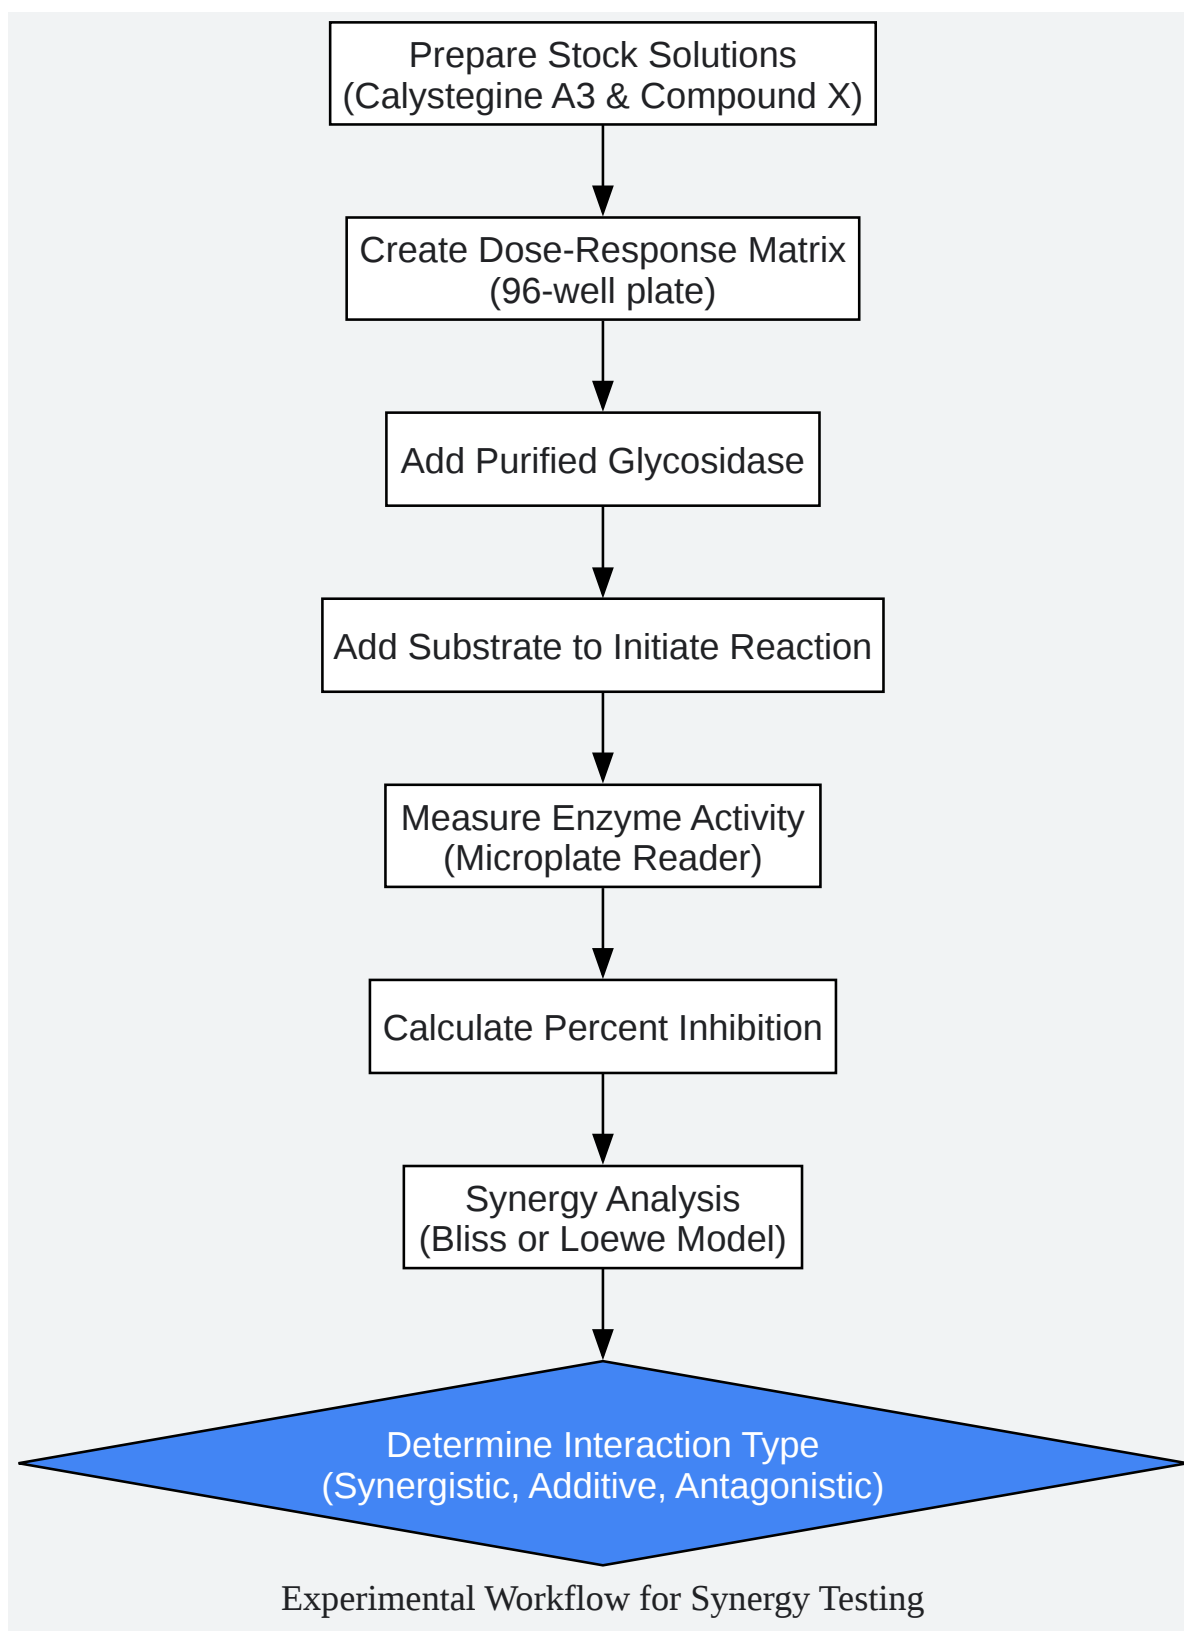 Prepare Stock Solutions
(Calystegine A3 & Compound X)
Create Dose-Response Matrix
(96-well plate)
Add Purified Glycosidase
Add Substrate to Initiate Reaction
Measure Enzyme Activity
(Microplate Reader)
Calculate Percent Inhibition
Synergy Analysis
(Bliss or Loewe Model)
Determine Interaction Type
(Synergistic, Additive, Antagonistic)
Experimental Workflow for Synergy Testing